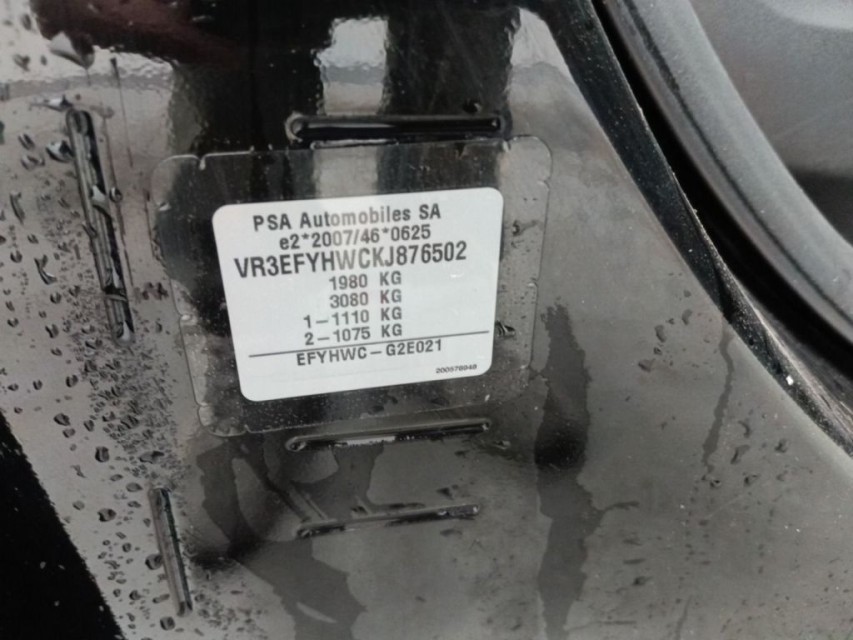 PSA Automobiles SA
e2*2007/46*0625
VR3EFYHWCKJ876502
1980 KG
3080 KG
1-1110 KG
2-1075 KG
EFYHWC-G2E021
200576948